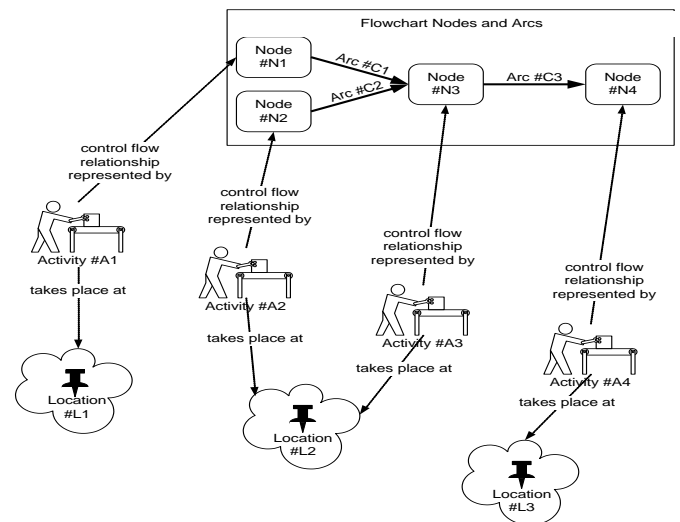 Flowchart Nodes and Arcs
Node
#N1
Arc #C1
Node
#N2
Arc #C2
Node
#N3
Arc #C3
Node
#N4
control flow
relationship
represented by
Activity #A1
takes place at
Location
#L1
control flow
relationship
represented by
Activity #A2
takes place at
Location
#L2
control flow
relationship
represented by
Activity #A3
takes place at
control flow
relationship
represented by
Activity #A4
takes place at
Location
#L3